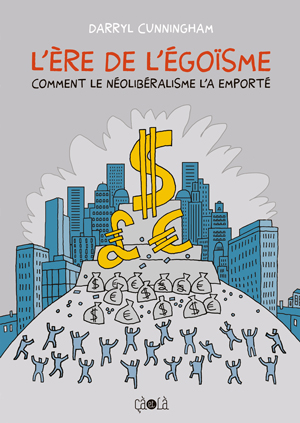 DARRYL CUNNINGHAM
L'ÈRE DE L'ÉGOÏSME
COMMENT LE NÉOLIBÉRALISME L'A EMPORTÉ
$
£ €
ÇÀ ET LÀ